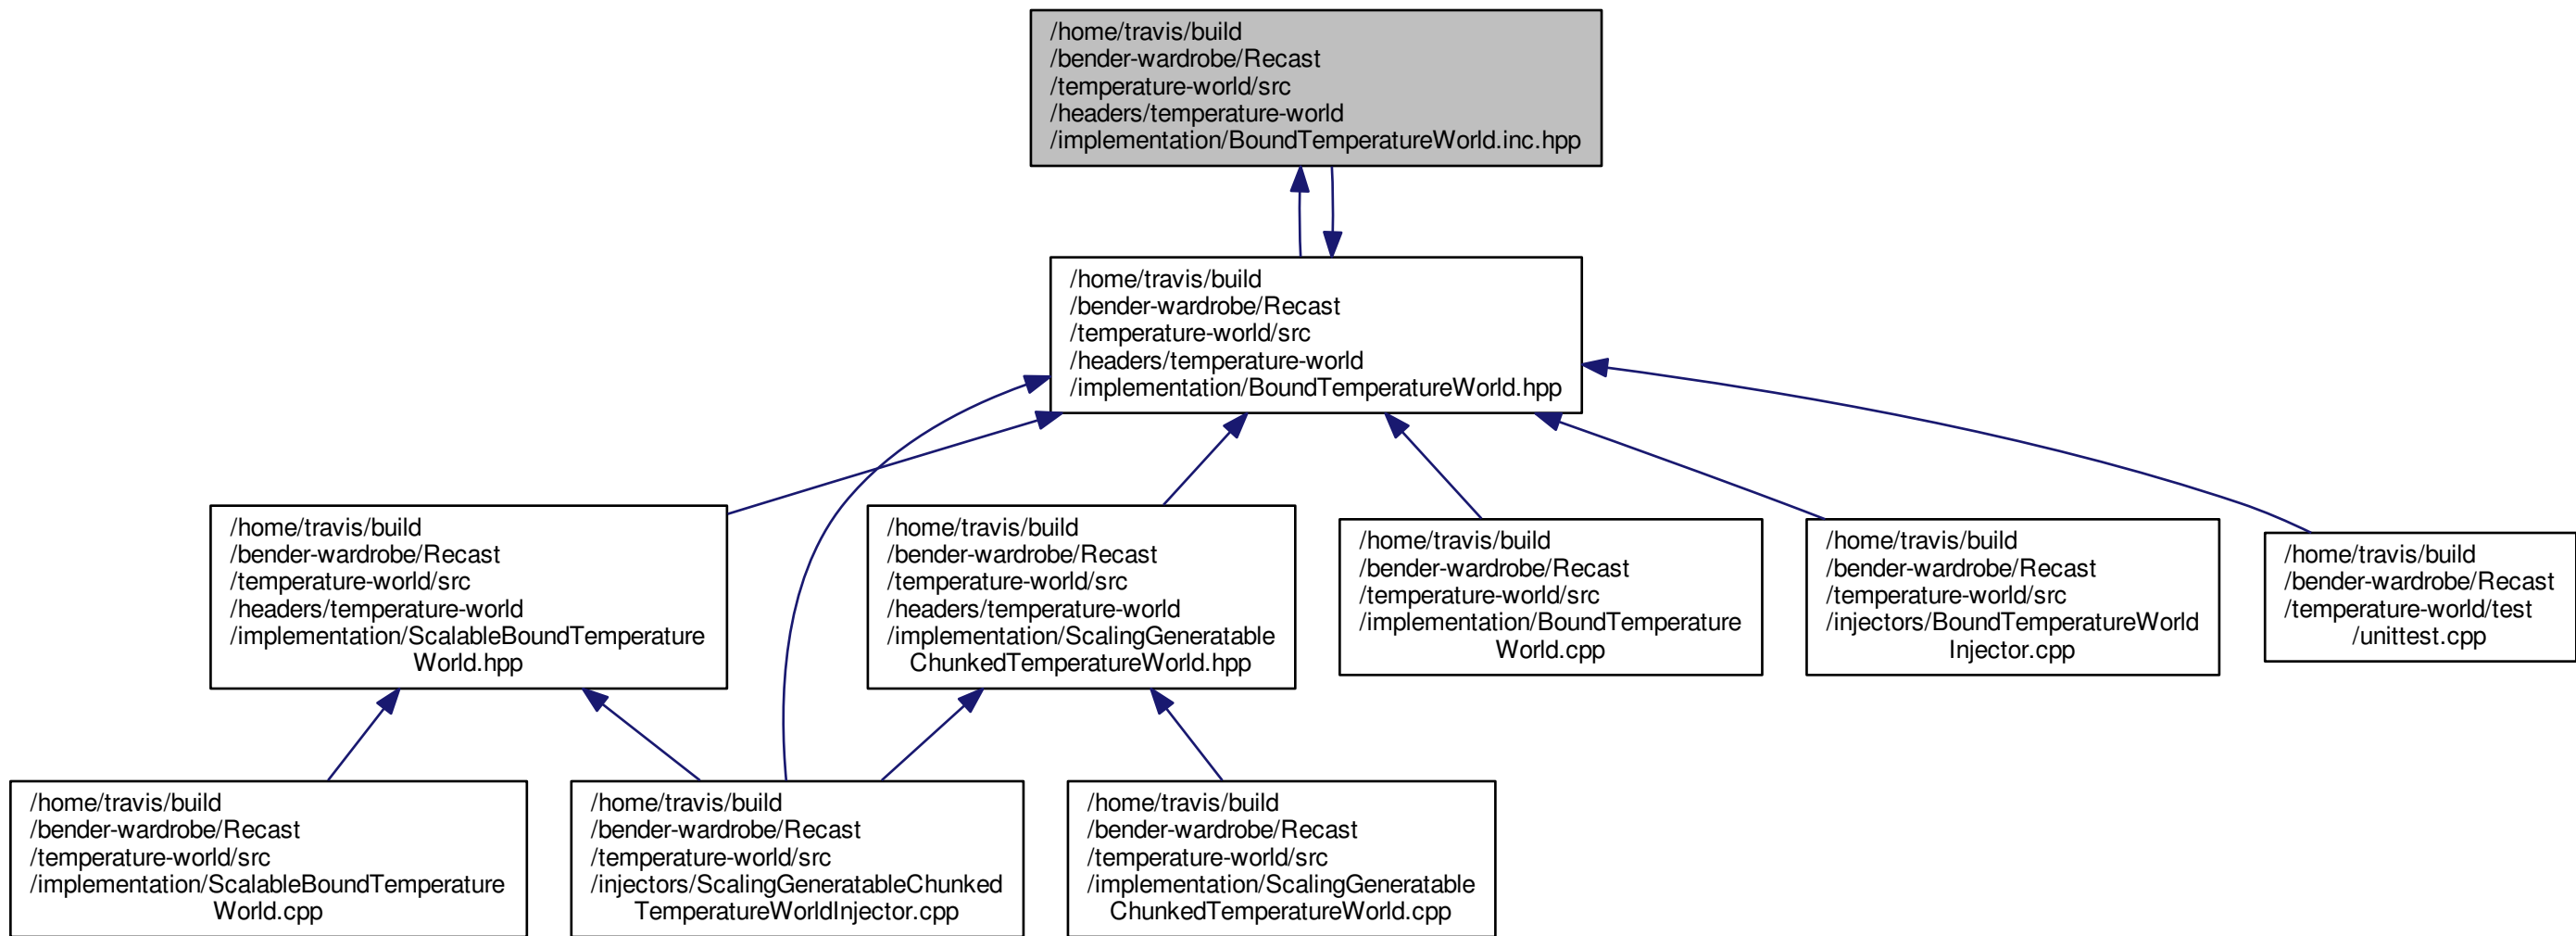 /home/travis/build
/bender-wardrobe/Recast
/temperature-world/src
/headers/temperature-world
/implementation/BoundTemperatureWorld.inc.hpp
/home/travis/build
/bender-wardrobe/Recast
/temperature-world/src
/headers/temperature-world
/implementation/BoundTemperatureWorld.hpp
/home/travis/build
/bender-wardrobe/Recast
/temperature-world/src
/headers/temperature-world
/implementation/ScalableBoundTemperature
World.hpp
/home/travis/build
/bender-wardrobe/Recast
/temperature-world/src
/headers/temperature-world
/implementation/ScalingGeneratable
ChunkedTemperatureWorld.hpp
/home/travis/build
/bender-wardrobe/Recast
/temperature-world/src
/implementation/BoundTemperature
World.cpp
/home/travis/build
/bender-wardrobe/Recast
/temperature-world/src
/injectors/BoundTemperatureWorld
Injector.cpp
/home/travis/build
/bender-wardrobe/Recast
/temperature-world/test
/unittest.cpp
/home/travis/build
/bender-wardrobe/Recast
/temperature-world/src
/implementation/ScalableBoundTemperature
World.cpp
/home/travis/build
/bender-wardrobe/Recast
/temperature-world/src
/injectors/ScalingGeneratableChunked
TemperatureWorldInjector.cpp
/home/travis/build
/bender-wardrobe/Recast
/temperature-world/src
/implementation/ScalingGeneratable
ChunkedTemperatureWorld.cpp